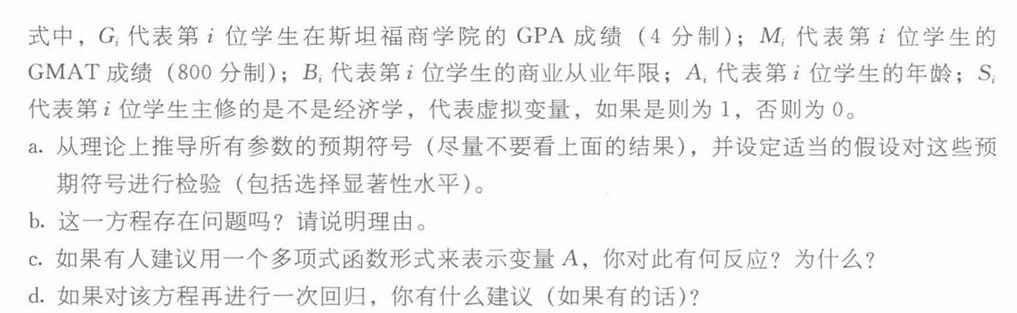 式中，Gᵢ 代表第 i 位学生在斯坦福商学院的 GPA 成绩（4 分制）；Mᵢ 代表第 i 位学生的
GMAT 成绩（800 分制）；Bᵢ 代表第 i 位学生的商业从业年限；Aᵢ 代表第 i 位学生的年龄；Sᵢ
代表第 i 位学生主修的是不是经济学，代表虚拟变量，如果是则为 1，否则为 0。
a. 从理论上推导所有参数的预期符号（尽量不要看上面的结果），并设定适当的假设对这些预
期符号进行检验（包括选择显著性水平）。
b. 这一方程存在问题吗？请说明理由。
c. 如果有人建议用一个多项式函数形式来表示变量 A，你对此有何反应？为什么？
d. 如果对该方程再进行一次回归，你有什么建议（如果有的话）？